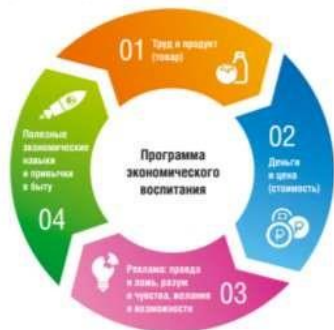 01
Труд и продукт
(товар)
02
Деньги
и цена
(стоимость)
₽
₽
Реклама: правда
и ложь, разум
и чувства, желания
и возможности
03
Полезные
экономические
навыки
и привычки
в быту
04
Программа
экономического
воспитания